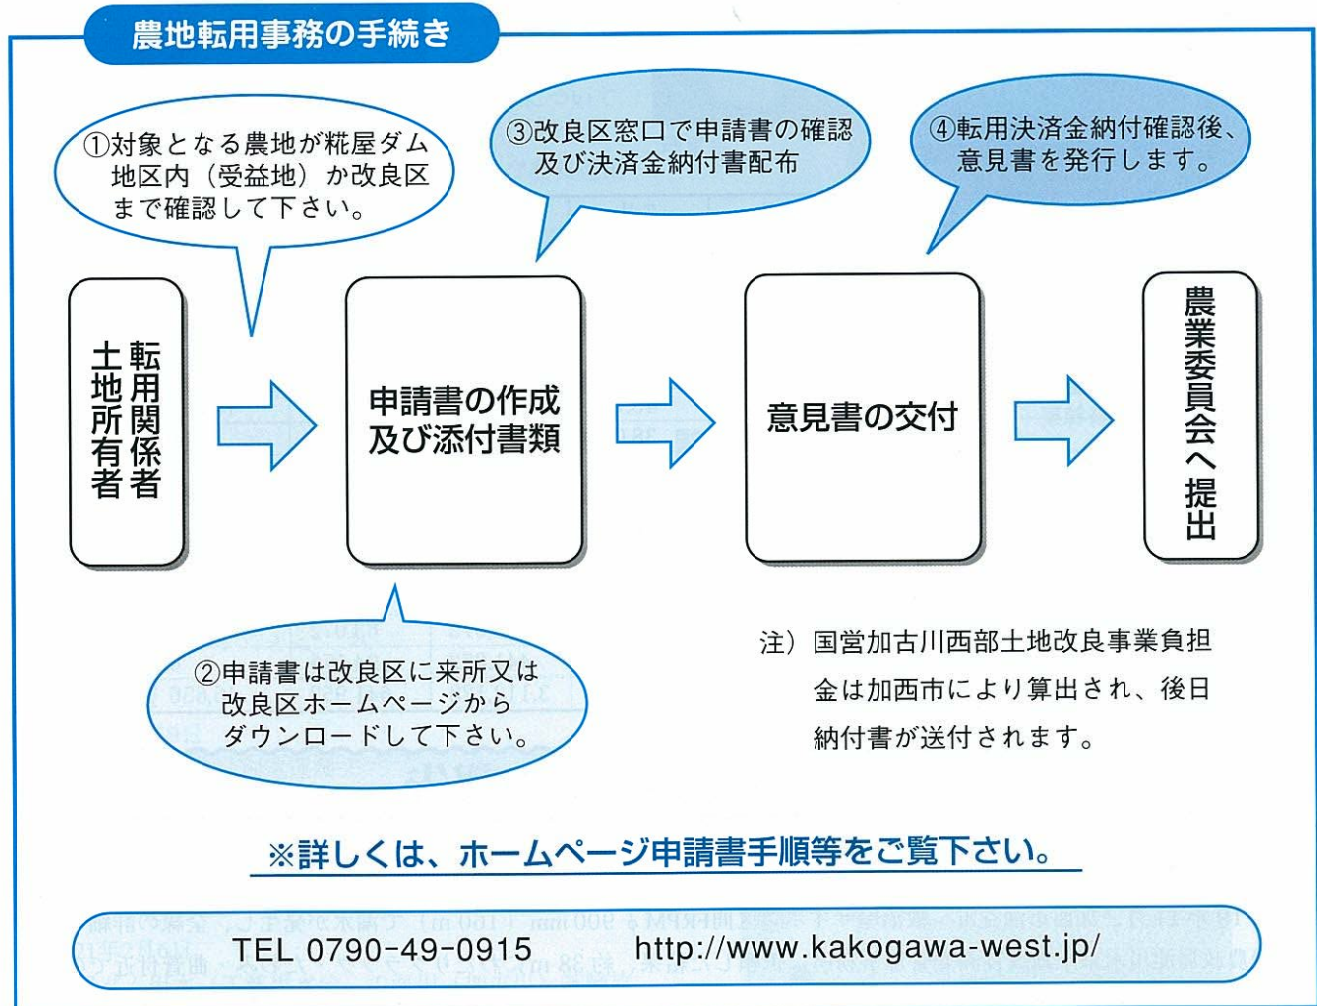 農地転用事務の手続き
①対象となる農地が糀屋ダム
地区内（受益地）か改良区
まで確認して下さい。
③改良区窓口で申請書の確認
及び決済金納付書配布
④転用決済金納付確認後、
意見書を発行します。
転用関係者
土地所有者
申請書の作成
及び添付書類
意見書の交付
農業委員会へ提出
②申請書は改良区に来所又は
改良区ホームページから
ダウンロードして下さい。
注）国営加古川西部土地改良事業負担
金は加西市により算出され、後日
納付書が送付されます。
※詳しくは、ホームページ申請書手順等をご覧下さい。
TEL 0790-49-0915 http://www.kakogawa-west.jp/